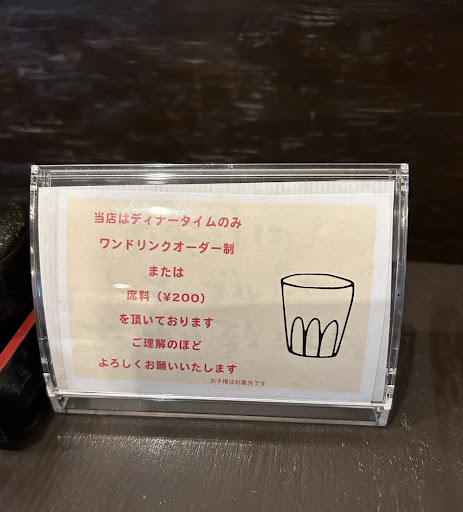 当店はディナータイムのみ
ワンドリンクオーダー制
または
席料（¥200）
を頂いております
ご理解のほど
よろしくお願いいたします
お子様は対象外です